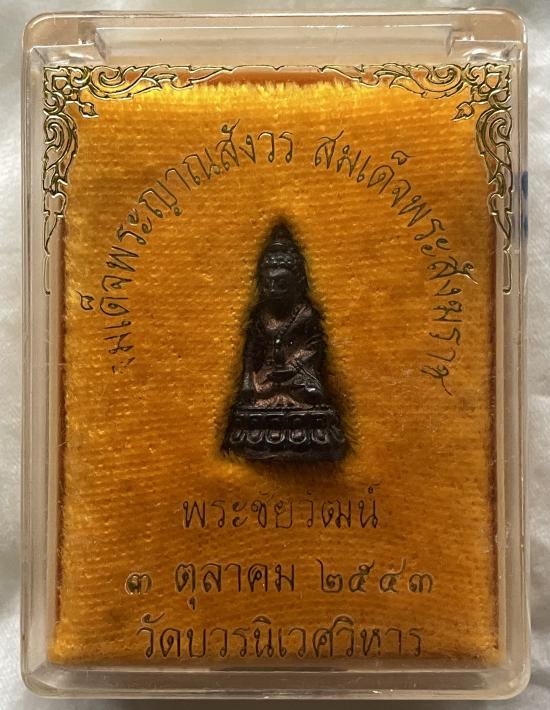 สมเด็จพระญาณสังวร สมเด็จพระสังฆราช
พระชัยวัฒน์
๓ ตุลาคม ๒๕๔๓
วัดบวรนิเวศวิหาร